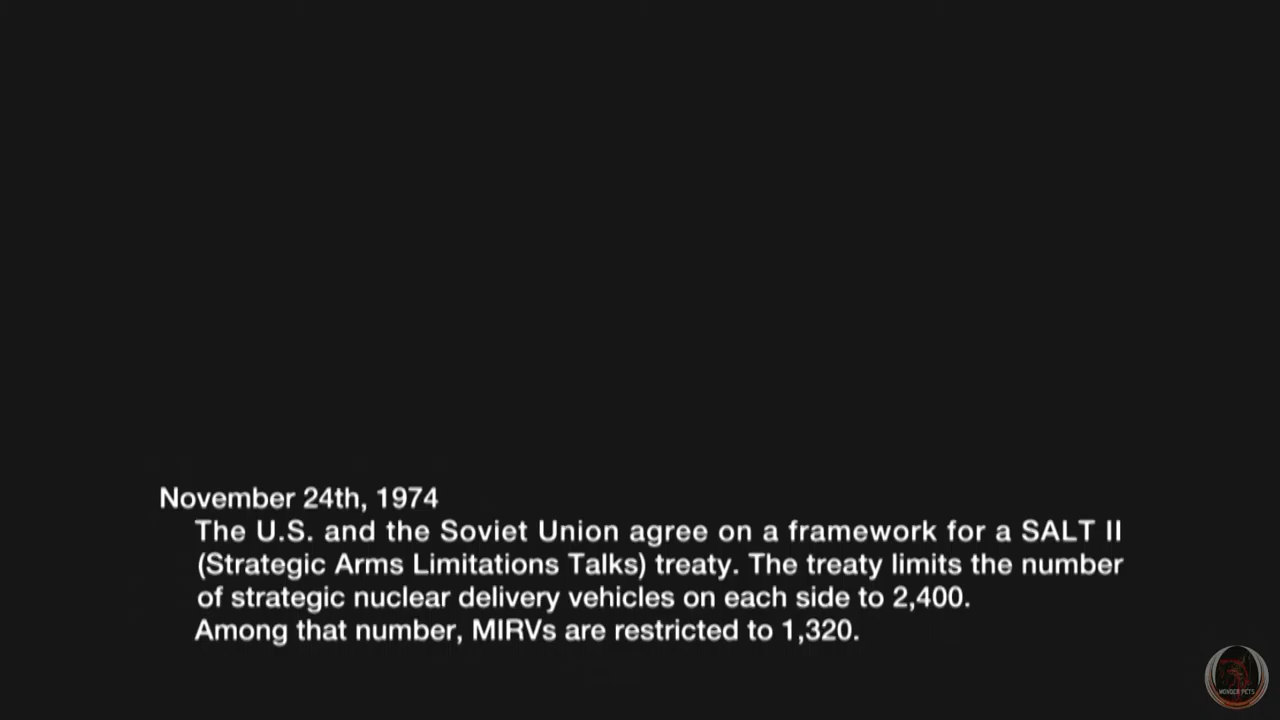 November 24th, 1974
The U.S. and the Soviet Union agree on a framework for a SALT II
(Strategic Arms Limitations Talks) treaty. The treaty limits the number
of strategic nuclear delivery vehicles on each side to 2,400.
Among that number, MIRVs are restricted to 1,320.
WONDER PETS